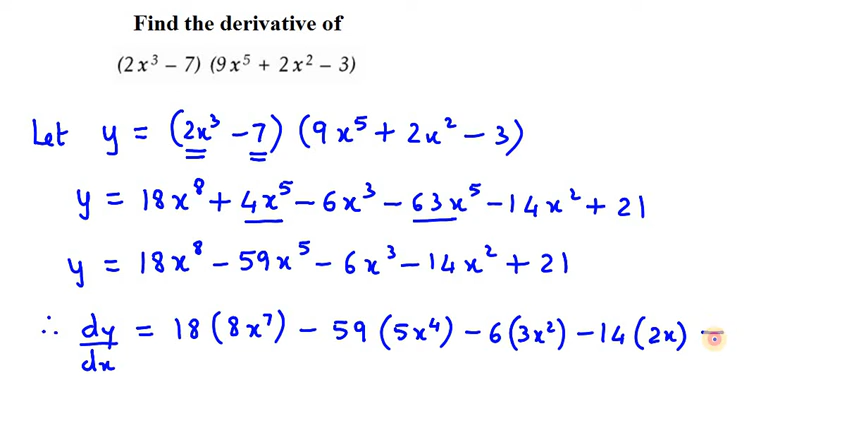 Find the derivative of
(2x³ – 7) (9x⁵ + 2x² – 3)
Let y = (2x³ – 7) (9x⁵ + 2x² – 3)
y = 18x⁸ + 4x⁵ – 6x³ – 63x⁵ – 14x² + 21
y = 18x⁸ – 59x⁵ – 6x³ – 14x² + 21
∴ dy/dx = 18 (8x⁷) – 59 (5x⁴) – 6 (3x²) – 14 (2x)